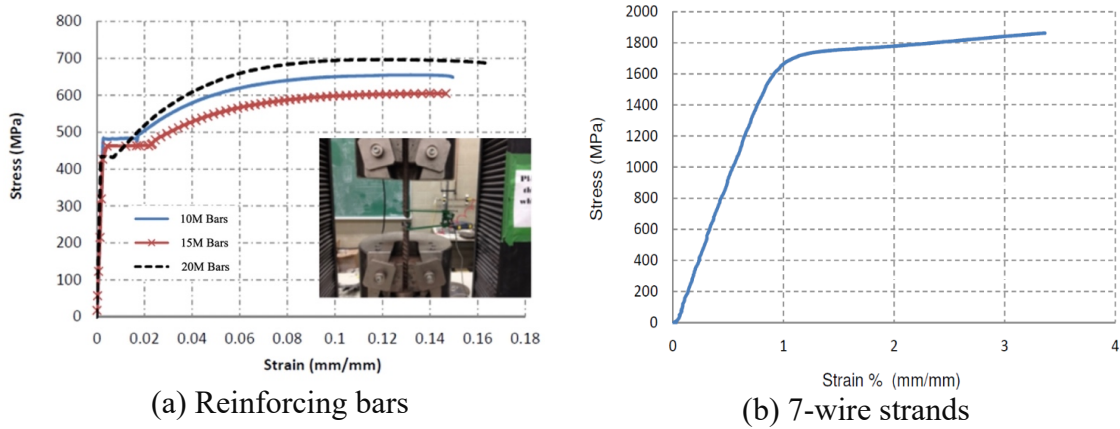 800
700
600
500
400
300
200
100
0
Stress (MPa)
10M Bars
15M Bars
20M Bars
0 0.02 0.04 0.06 0.08 0.1 0.12 0.14 0.16 0.18
Strain (mm/mm)
(a) Reinforcing bars
2000
1800
1600
1400
1200
1000
800
600
400
200
0
Stress (MPa)
0 1 2 3 4
Strain % (mm/mm)
(b) 7-wire strands